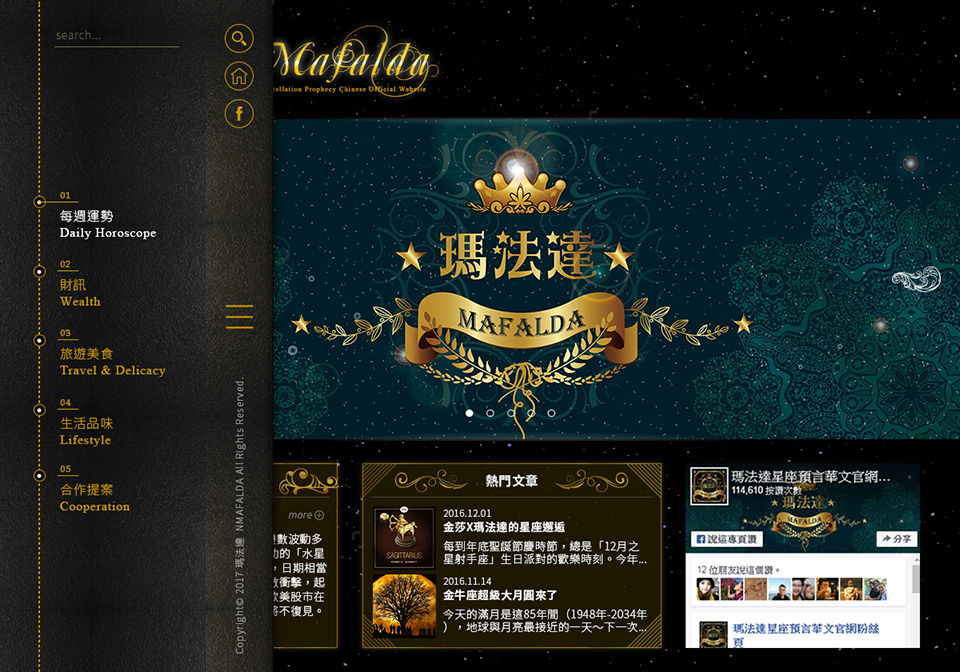 search...
01
每週運勢
Daily Horoscope
02
財訊
Wealth
03
旅遊美食
Travel & Delicacy
04
生活品味
Lifestyle
05
合作提案
Cooperation
Copyright© 2017 瑪法達 NMAFALDA All Rights Reserved.
Mafalda
Prophecy Chinese Official Website
瑪法達
MAFALDA
more
數波動多
的「水星
，日期相當
衝擊，起
歐美股市在
將不復見。
熱門文章
SAGITTARIUS
2016.12.01
金莎X瑪法達的星座邂逅
每到年底聖誕節慶時節，總是「12月之
星射手座」生日派對的歡樂時刻。今年...
2016.11.14
金牛座超級大月圓來了
今天的滿月是這85年間（1948年-2034年
），地球與月亮最接近的一天～下一次...
瑪法達星座預言華文官網...
114,610 按讚次數
瑪法達
MAFALDA
說這專頁讚
分享
12 位朋友說這個讚。
瑪法達星座預言華文官網粉絲
頁